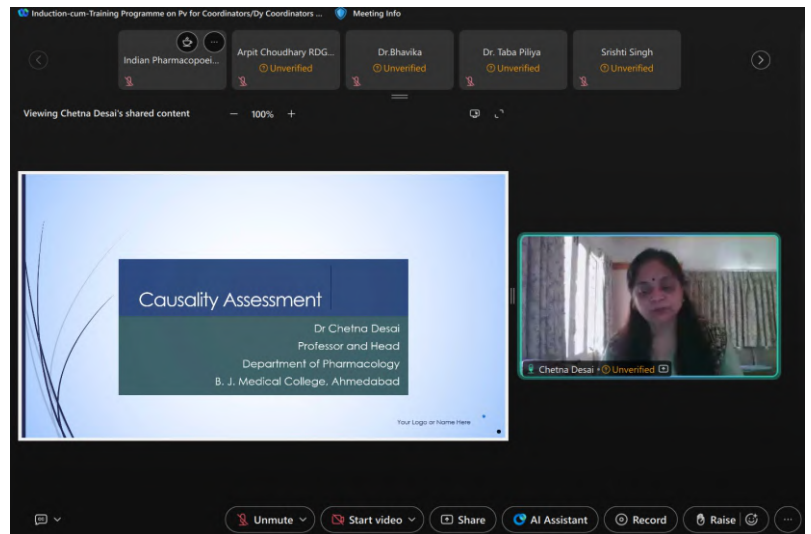 Induction-cum-Training Programme on Pv for Coordinators/Dy Coordinators ...
Meeting Info
Indian Pharmacopoei...
Arpit Choudhary RDG...
Unverified
Dr.Bhavika
Unverified
Dr. Taba Piliya
Unverified
Srishti Singh
Unverified
Viewing Chetna Desai's shared content
− 100% +
Causality Assessment
Dr Chetna Desai
Professor and Head
Department of Pharmacology
B. J. Medical College. Ahmedabad
Your Logo or Name Here
Chetna Desai • Unverified
Unmute
Start video
Share
AI Assistant
Record
Raise